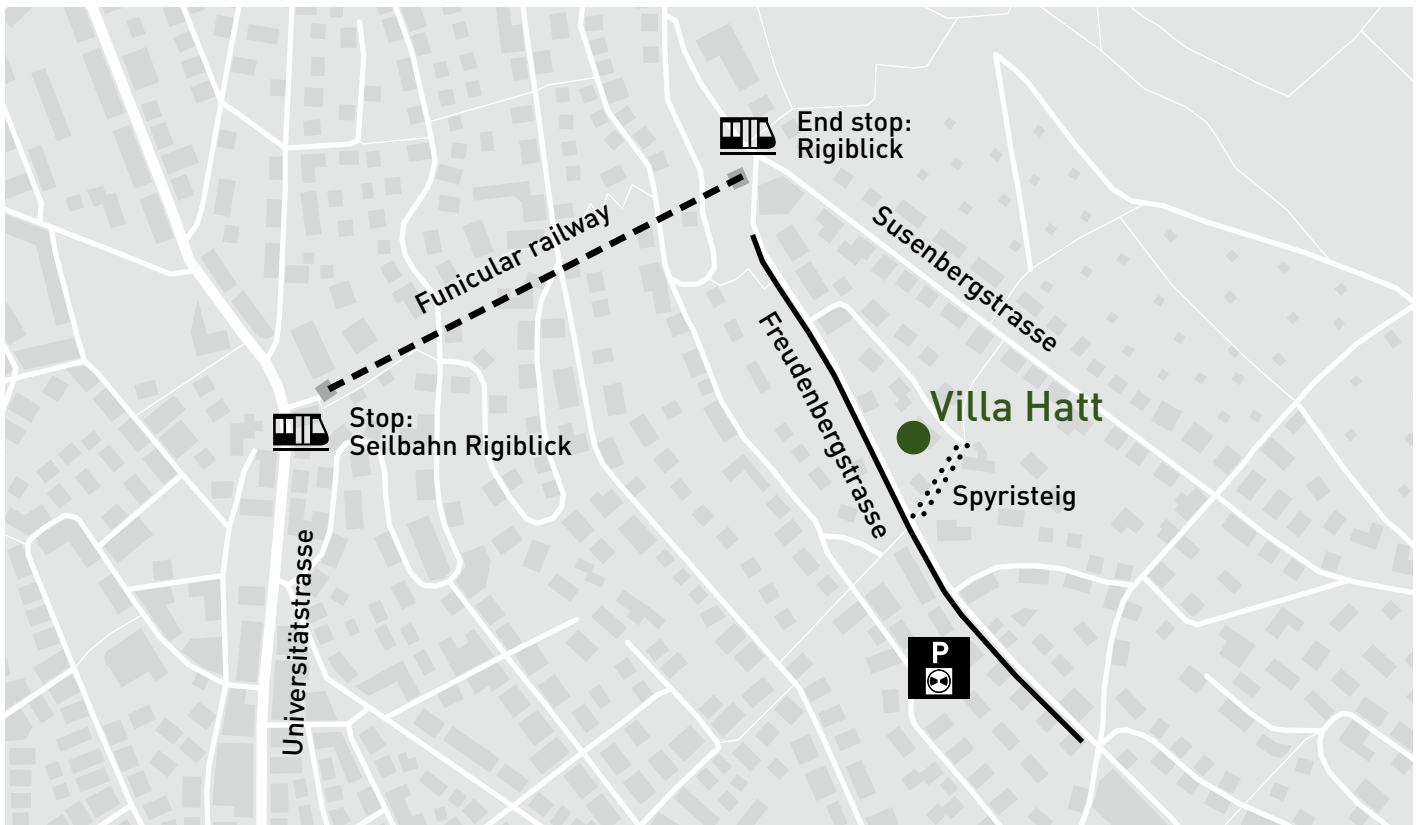 End stop:
Rigiblick
Susenbergstrasse
Funicular railway
Freudenbergstrasse
Villa Hatt
Stop:
Seilbahn Rigiblick
Spyristeig
Universitätstrasse
P